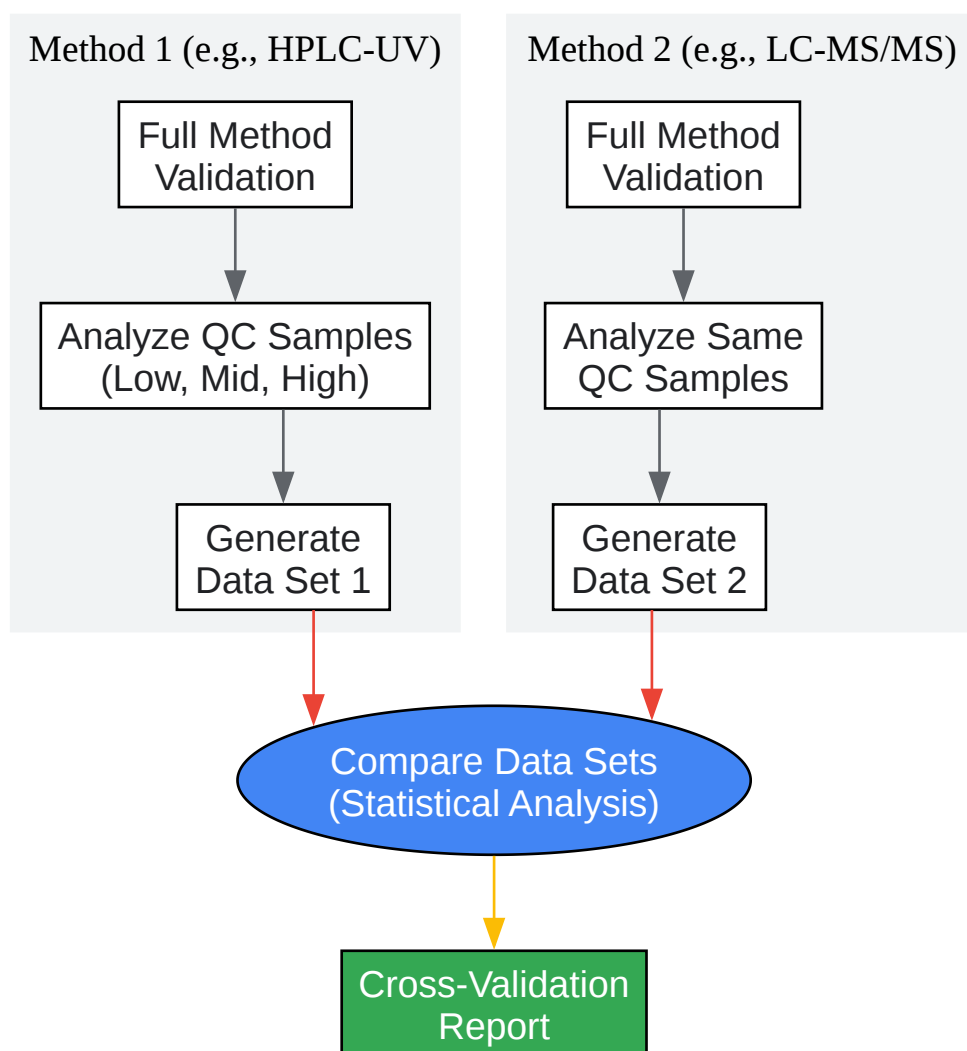 Method 1 (e.g., HPLC-UV)
Full Method
Validation
Analyze QC Samples
(Low, Mid, High)
Generate
Data Set 1
Method 2 (e.g., LC-MS/MS)
Full Method
Validation
Analyze Same
QC Samples
Generate
Data Set 2
Compare Data Sets
(Statistical Analysis)
Cross-Validation
Report